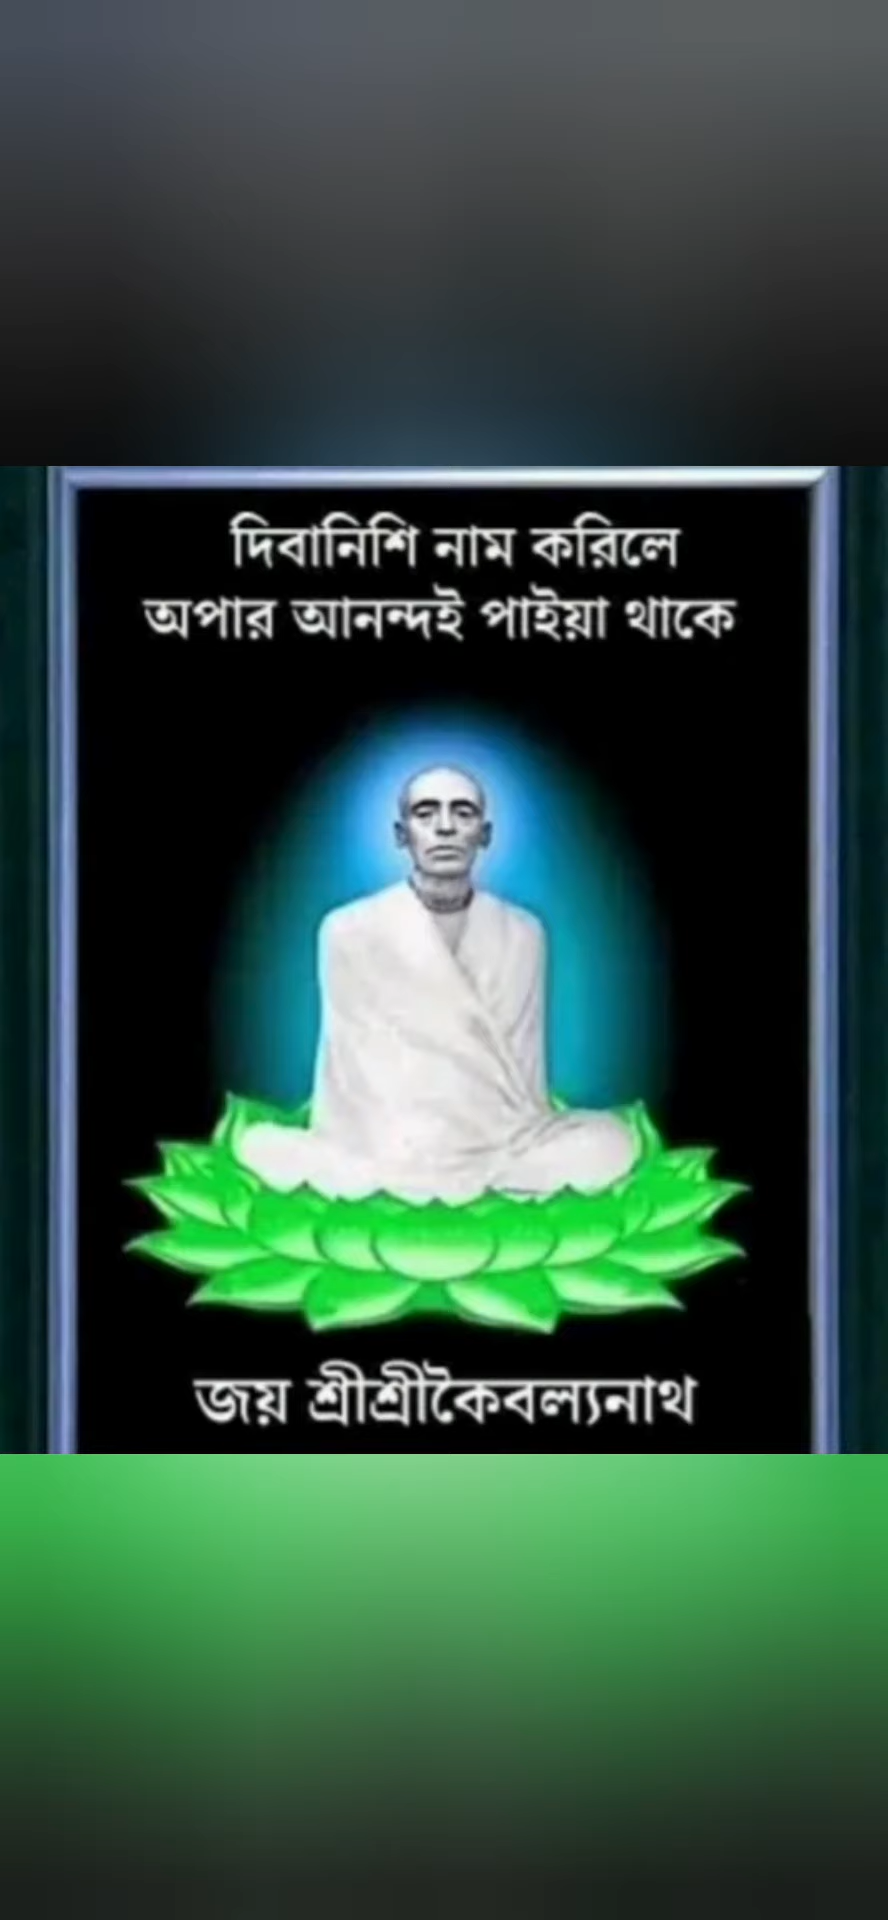 দিবানিশি নাম করিলে
অপার আনন্দই পাইয়া থাকে
জয় শ্রীশ্রীকৈবল্যনাথ